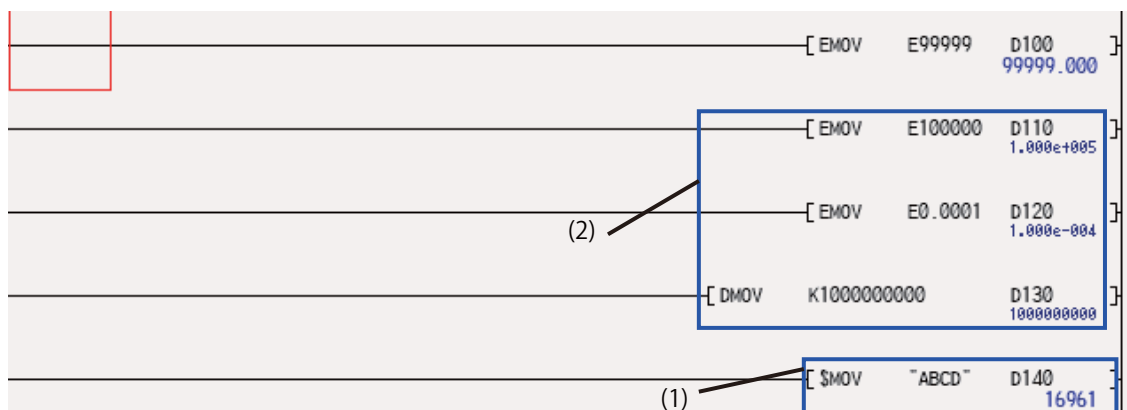 [ EMOV E99999 D100 ]
99999.000
[ EMOV E100000 D110 ]
1.000e+005
[ EMOV E0.0001 D120 ]
1.000e-004
(2)
[ DMOV K1000000000 D130 ]
1000000000
[ $MOV "ABCD" D140 ]
16961
(1)